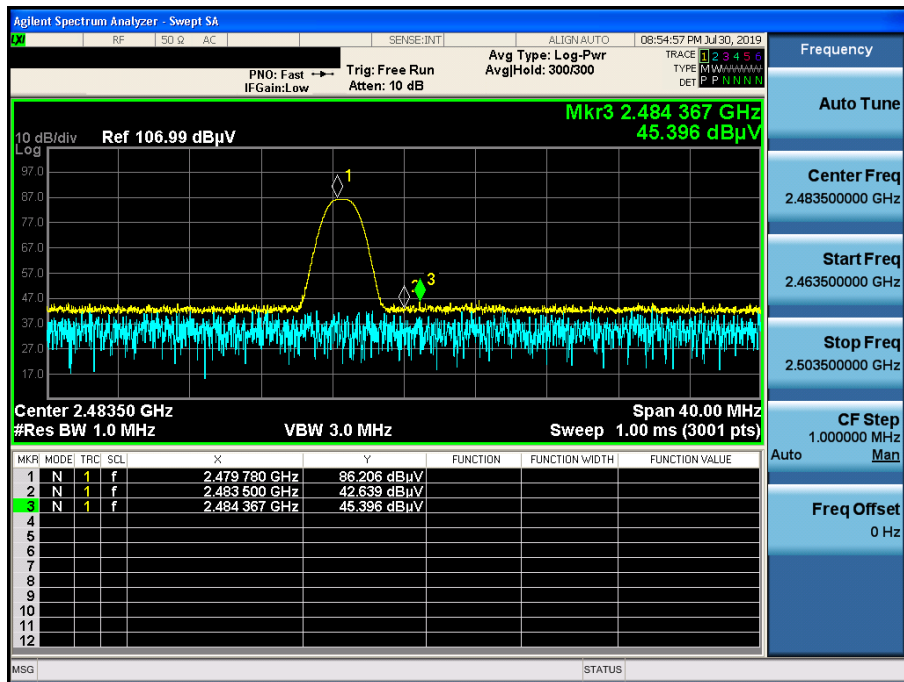 Agilent Spectrum Analyzer - Swept SA
LXI RF 50 Ω AC SENSE:INT ALIGN AUTO 08:54:57 PM Jul 30, 2019
PNO: Fast Trig: Free Run Avg Type: Log-Pwr TRACE 1 2 3 4 5 6
IFGain:Low Atten: 10 dB Avg|Hold: 300/300 TYPE M W W W W W
DET P P N N N N
Mkr3 2.484 367 GHz
45.396 dBµV
10 dB/div Ref 106.99 dBµV
Log
97.0
87.0
77.0
67.0
57.0
47.0
37.0
27.0
17.0
1
2 3
Center 2.48350 GHz Span 40.00 MHz
#Res BW 1.0 MHz VBW 3.0 MHz Sweep 1.00 ms (3001 pts)
MKR MODE TRC SCL X Y FUNCTION FUNCTION WIDTH FUNCTION VALUE
1 N 1 f 2.479 780 GHz 86.206 dBµV
2 N 1 f 2.483 500 GHz 42.639 dBµV
3 N 1 f 2.484 367 GHz 45.396 dBµV
4
5
6
7
8
9
10
11
12
MSG STATUS
Frequency
Auto Tune
Center Freq
2.483500000 GHz
Start Freq
2.463500000 GHz
Stop Freq
2.503500000 GHz
CF Step
1.000000 MHz
Auto Man
Freq Offset
0 Hz